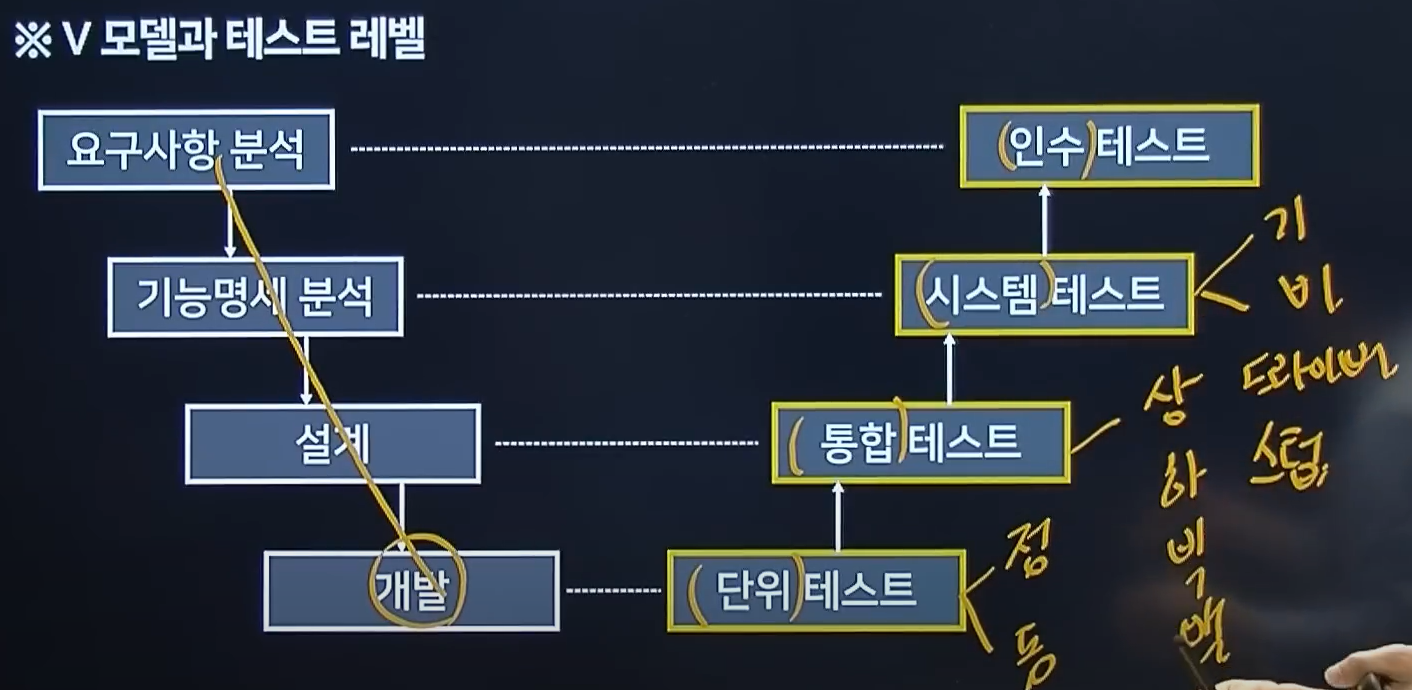 ※ V 모델과 테스트 레벨
요구사항 분석
(인수)테스트
기
기능명세 분석
(시스템)테스트
비
상 드라이버
설계
(통합)테스트
하 스텁
빅
백
개발
(단위)테스트
정
동